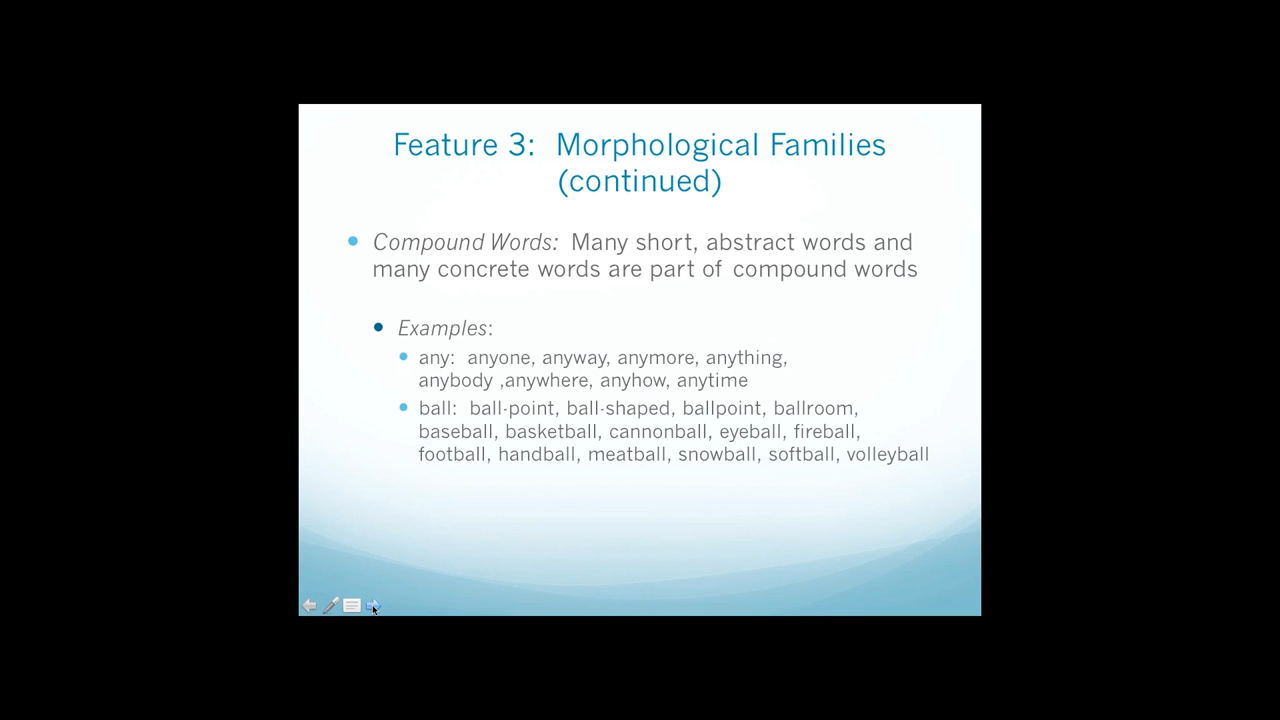 Feature 3:  Morphological Families
(continued)
Compound Words:  Many short, abstract words and
many concrete words are part of compound words
Examples:
any:  anyone, anyway, anymore, anything,
anybody ,anywhere, anyhow, anytime
ball:  ball-point, ball-shaped, ballpoint, ballroom,
baseball, basketball, cannonball, eyeball, fireball,
football, handball, meatball, snowball, softball, volleyball